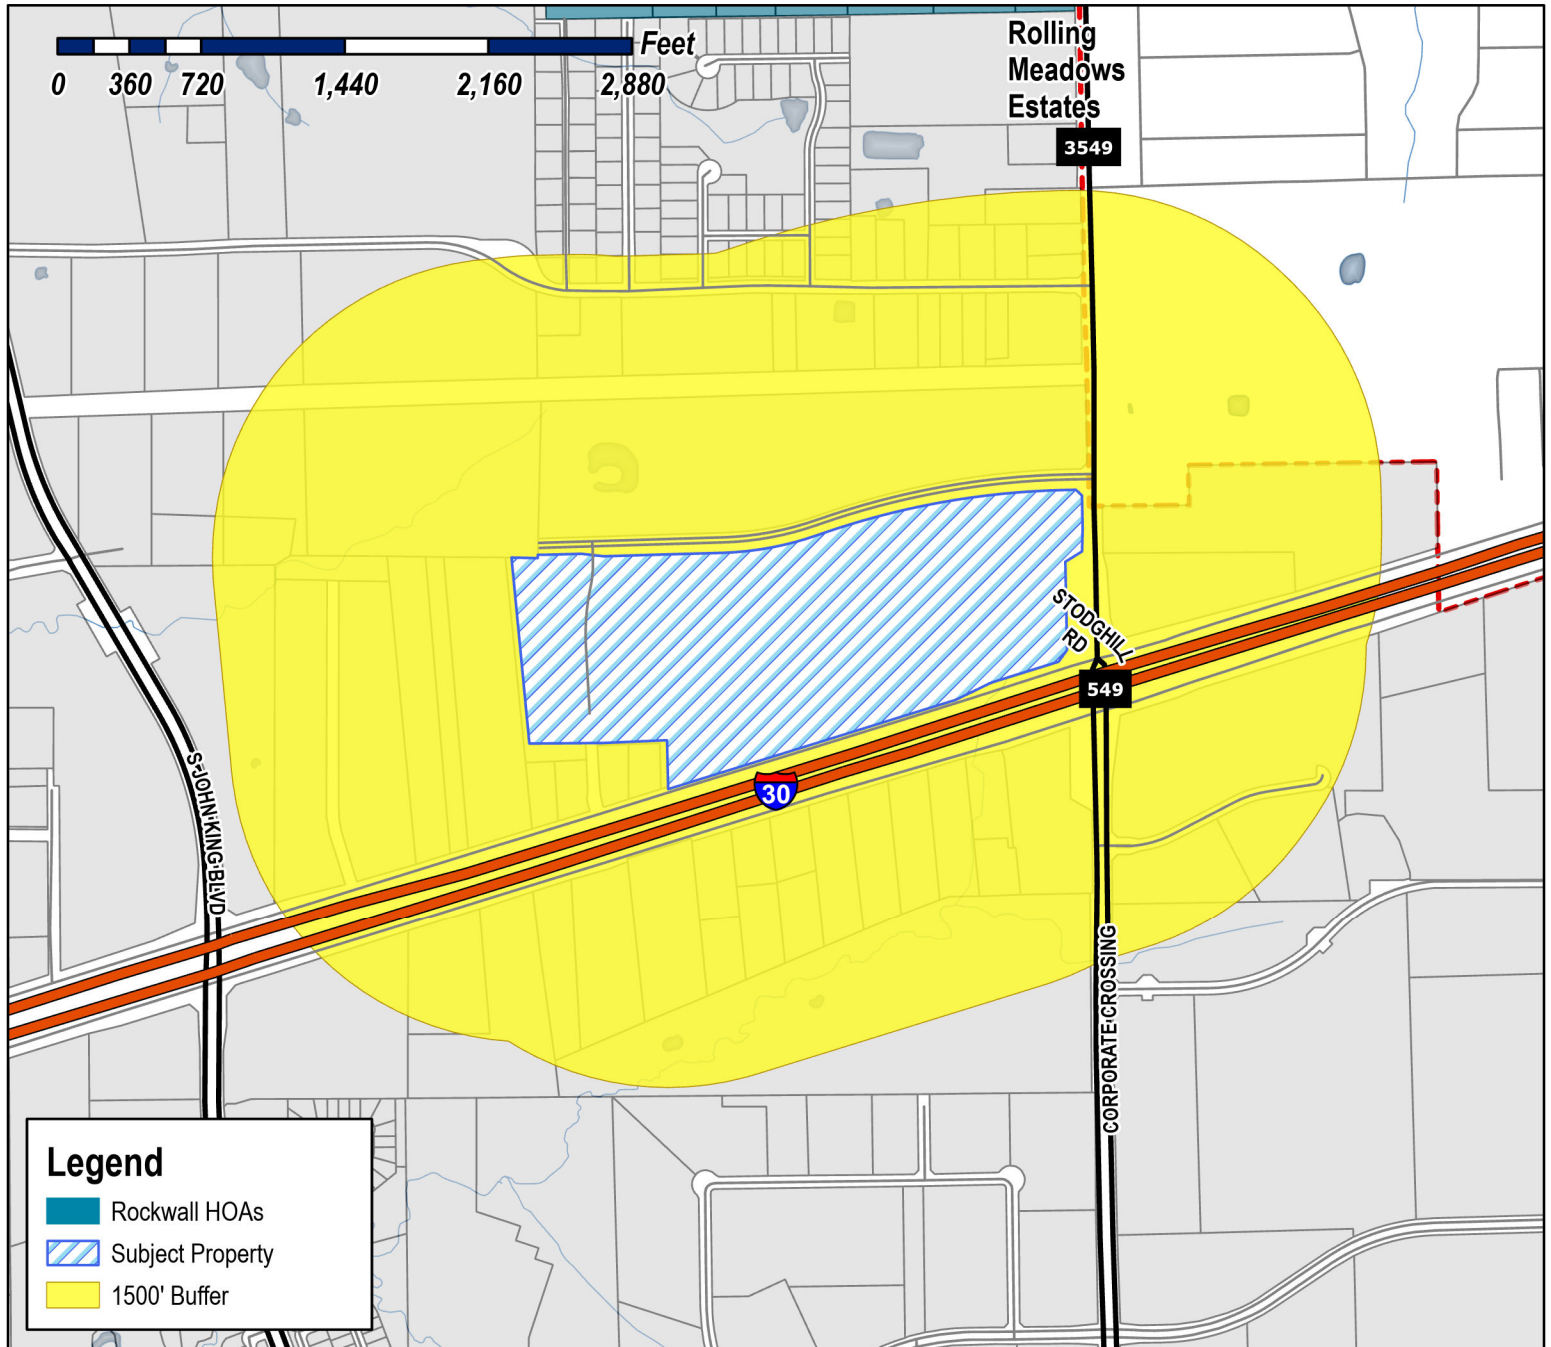 Feet
0 360 720 1,440 2,160 2,880
Rolling
Meadows
Estates
3549
STODGHILL
RD
549
30
S JOHN KING BLVD
CORPORATE CROSSING
Legend
Rockwall HOAs
Subject Property
1500' Buffer